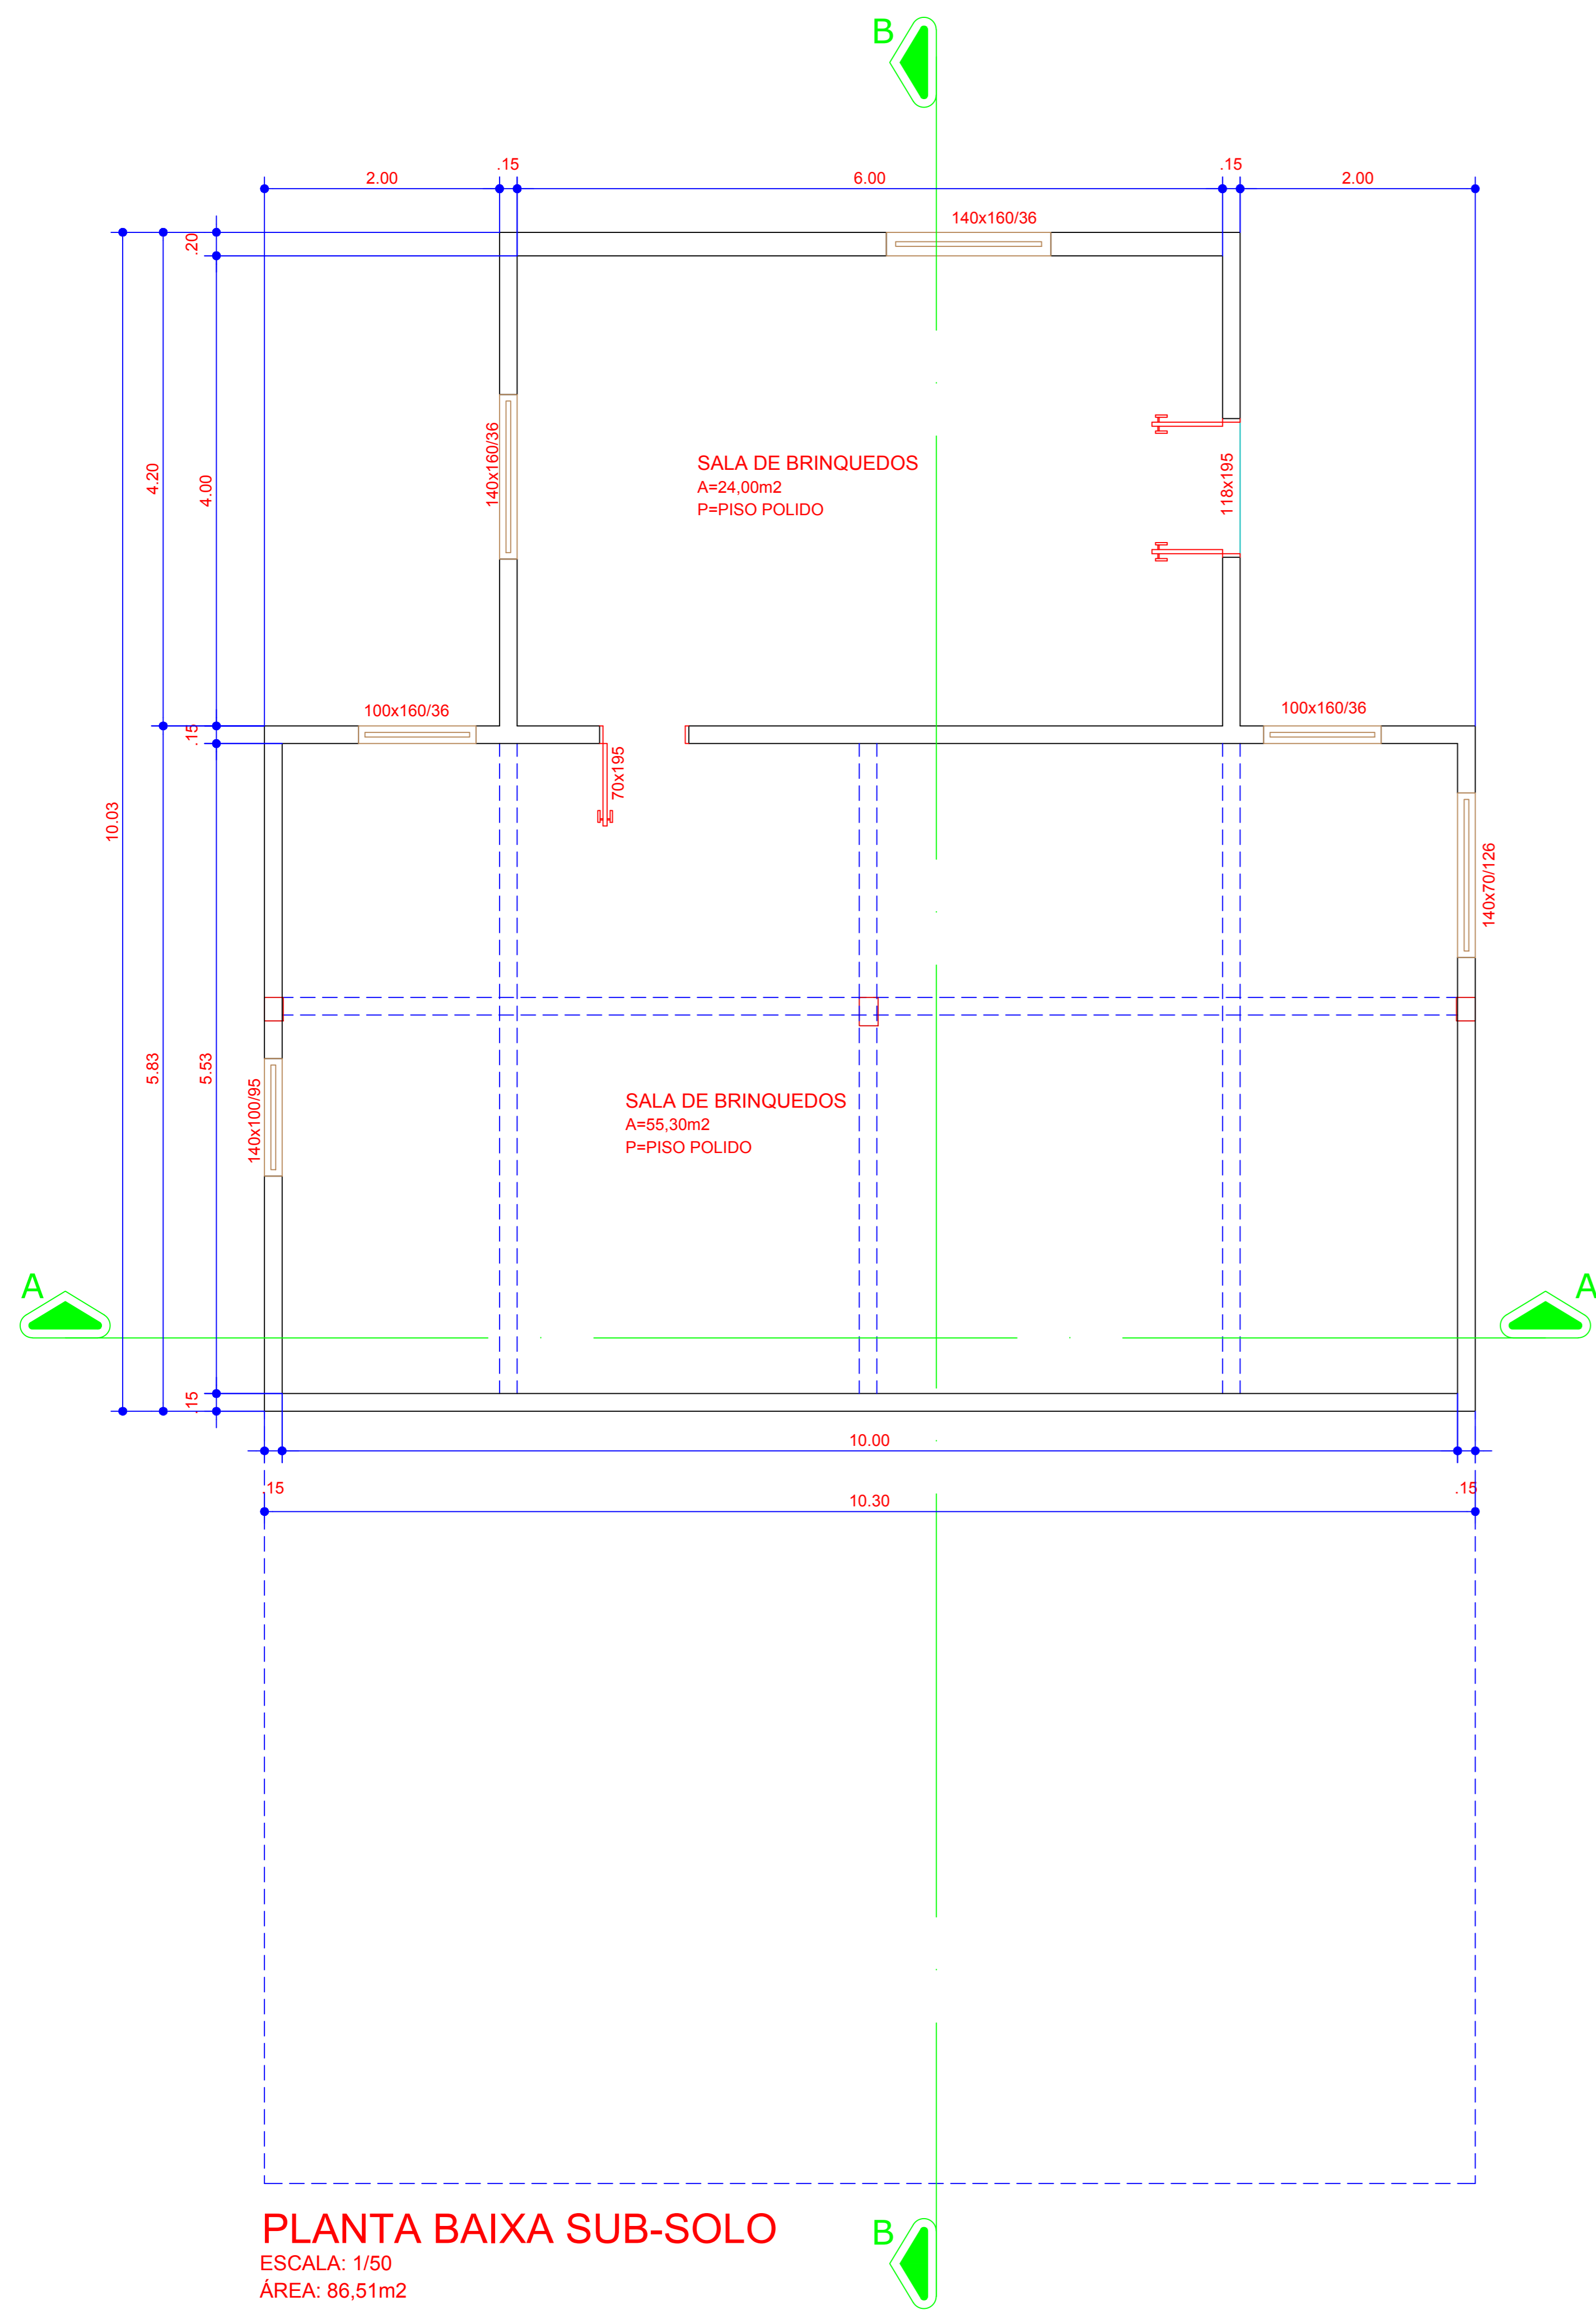 B
.15
.15
2.00
6.00
2.00
140x160/36
.20
140x160/36
SALA DE BRINQUEDOS
A=24,00m2
P=PISO POLIDO
118x195
4.20
4.00
100x160/36
100x160/36
.15
70x195
10.03
140x70/126
5.83
5.53
140x100/95
SALA DE BRINQUEDOS
A=55,30m2
P=PISO POLIDO
A
A
.15
10.00
.15
.15
10.30
PLANTA BAIXA SUB-SOLO
B
ESCALA: 1/50
ÁREA: 86,51m2